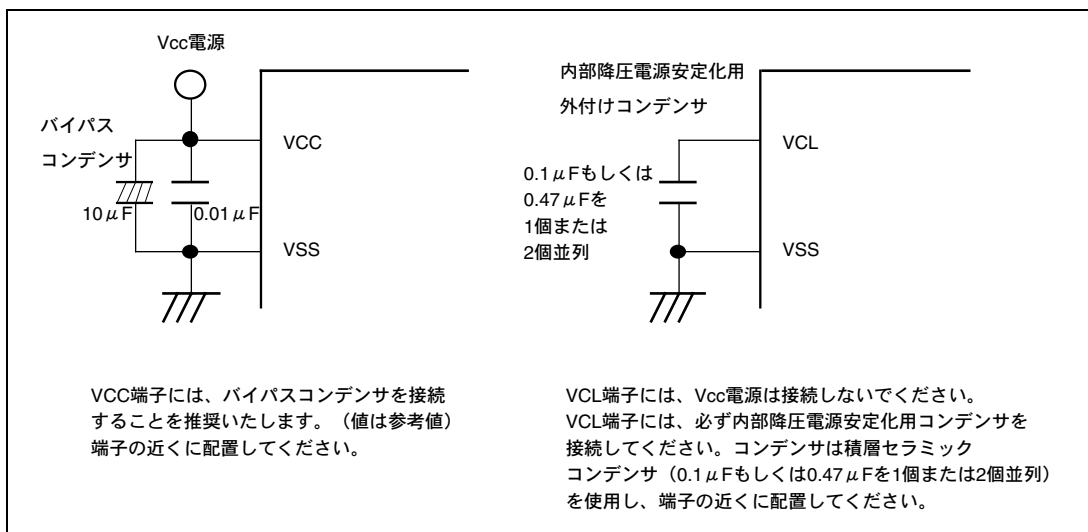 Vcc電源
バイパス
コンデンサ
VCC
10μF
0.01μF
VSS
VCC端子には、バイパスコンデンサを接続
することを推奨いたします。（値は参考値）
端子の近くに配置してください。
内部降圧電源安定化用
外付けコンデンサ
VCL
0.1μFもしくは
0.47μFを
1個または
2個並列
VSS
VCL端子には、Vcc電源は接続しないでください。
VCL端子には、必ず内部降圧電源安定化用コンデンサを
接続してください。コンデンサは積層セラミック
コンデンサ（0.1μFもしくは0.47μFを1個または2個並列）
を使用し、端子の近くに配置してください。